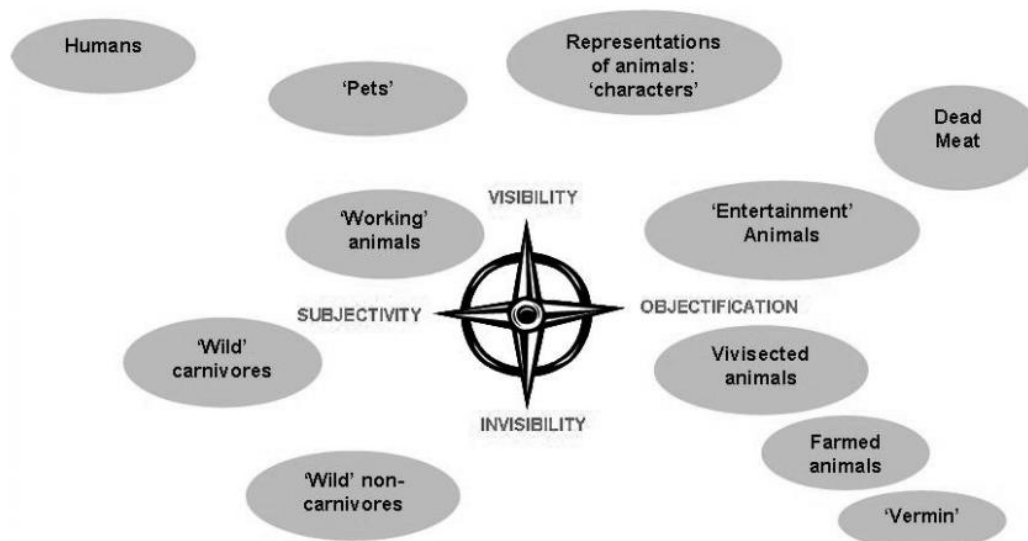 Humans
Representations
of animals:
'characters'
'Pets'
Dead
Meat
VISIBILITY
'Working'
animals
'Entertainment'
Animals
SUBJECTIVITY
OBJECTIFICATION
'Wild'
carnivores
Vivisected
animals
INVISIBILITY
Farmed
animals
'Wild' non-
carnivores
'Vermin'